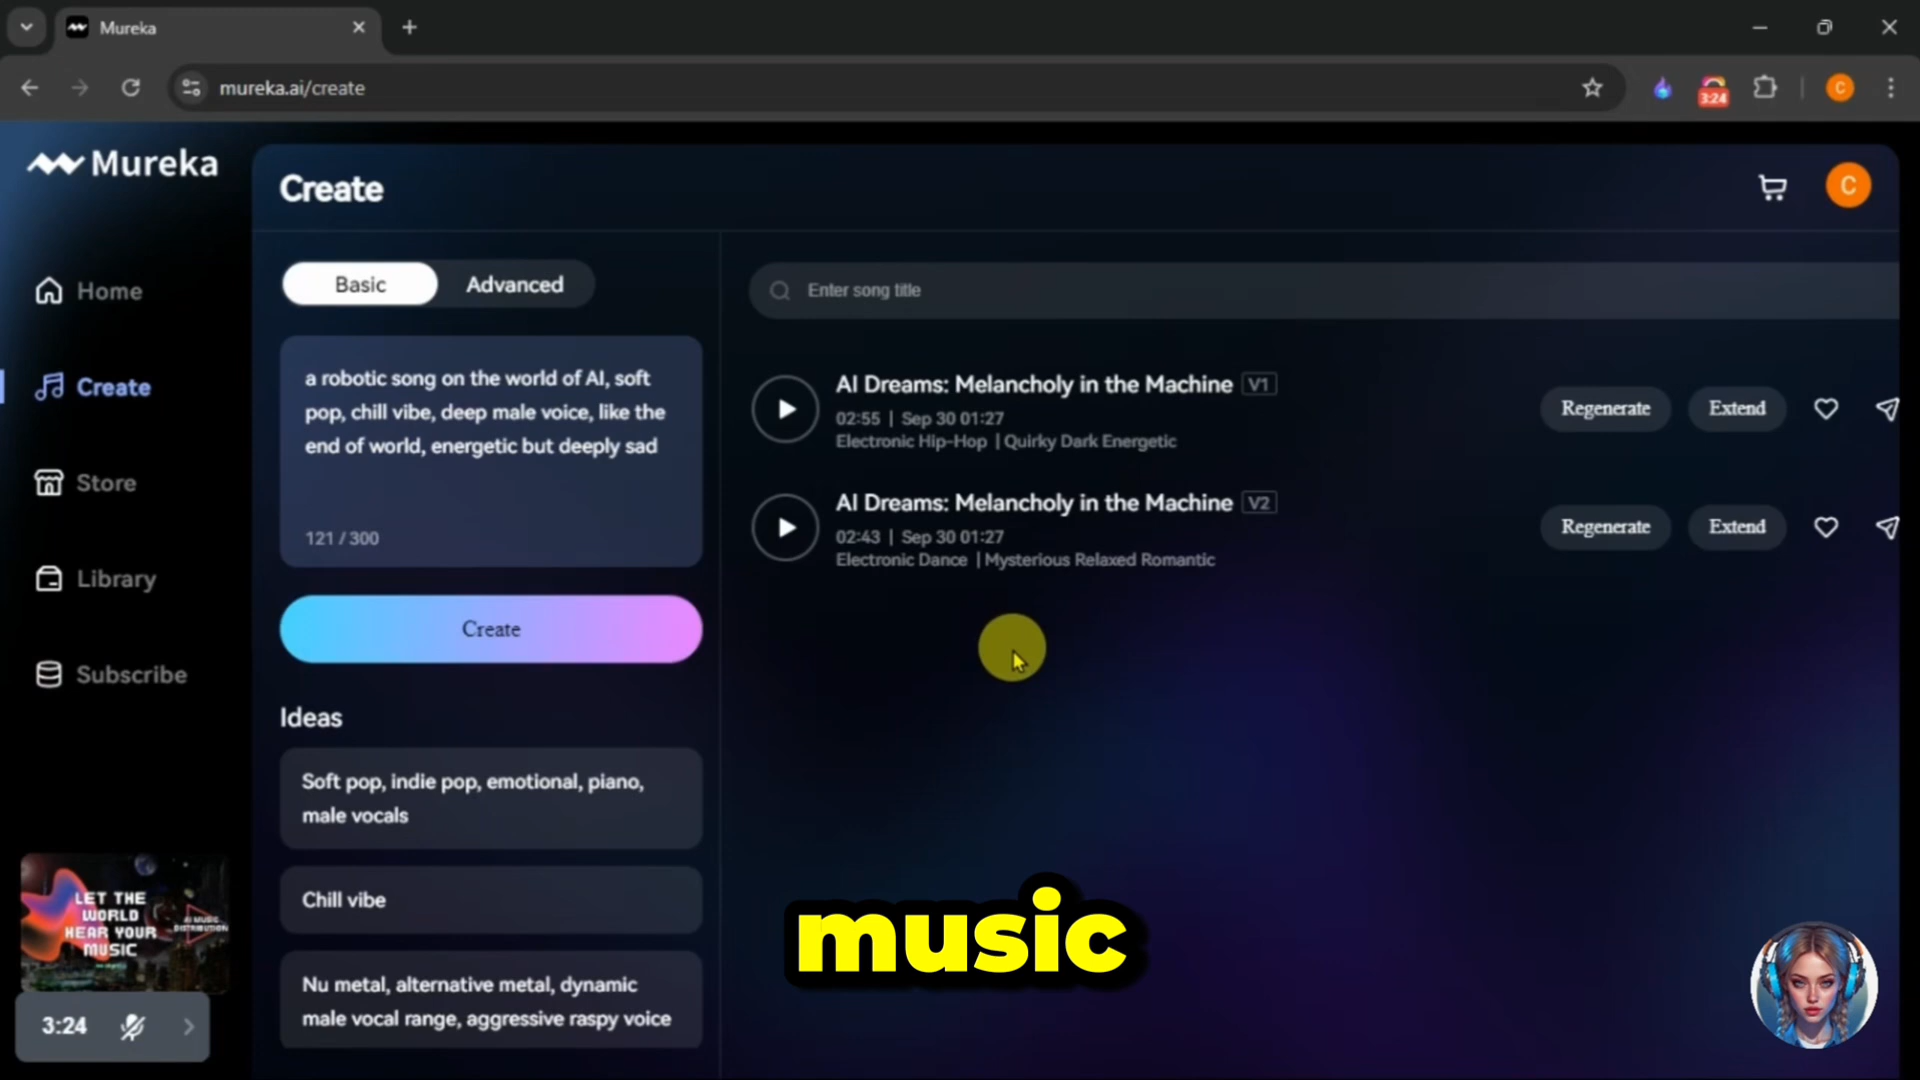 Mureka
mureka.ai/create
3:24
C
Mureka
Create
C
Home
Create
Store
Library
Subscribe
Basic
Advanced
a robotic song on the world of AI, soft
pop, chill vibe, deep male voice, like the
end of world, energetic but deeply sad
121 / 300
Create
Ideas
Soft pop, indie pop, emotional, piano,
male vocals
Chill vibe
Nu metal, alternative metal, dynamic
male vocal range, aggressive raspy voice
Enter song title
AI Dreams: Melancholy in the Machine V1
02:55 | Sep 30 01:27
Electronic Hip-Hop | Quirky Dark Energetic
Regenerate
Extend
AI Dreams: Melancholy in the Machine V2
02:43 | Sep 30 01:27
Electronic Dance | Mysterious Relaxed Romantic
Regenerate
Extend
LET THE
WORLD
HEAR YOUR
MUSIC
AI MUSIC
DISTRIBUTION
3:24
music